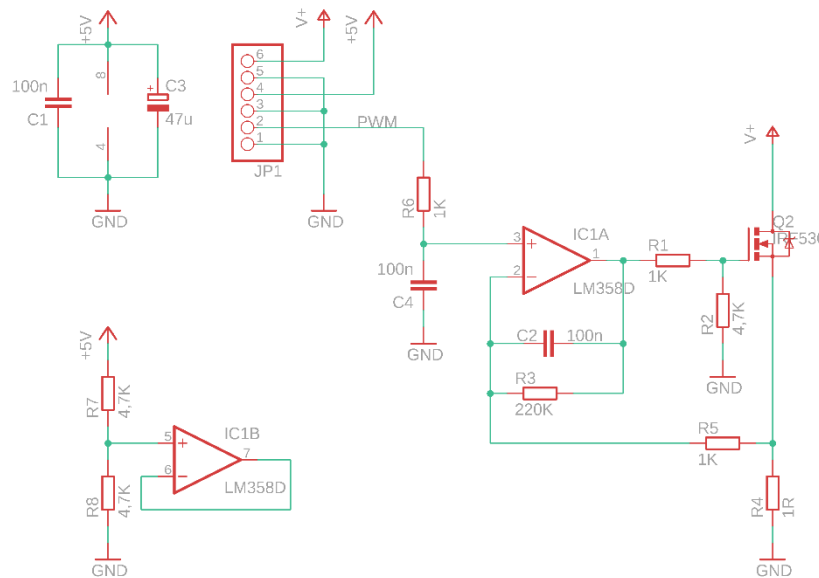 +5V
V+
+5V
100n
8
C3
C1
47u
4
GND
6
5
4
3
2
1
PWM
JP1
GND
V+
R6
1K
IC1A
3
+
2
−
1
LM358D
R1
1K
Q2
100n
C4
GND
C2
100n
R2
4,7K
GND
R3
220K
R5
1K
R4
1R
GND
+5V
R7
4,7K
IC1B
5
+
6
−
7
LM358D
R8
4,7K
GND